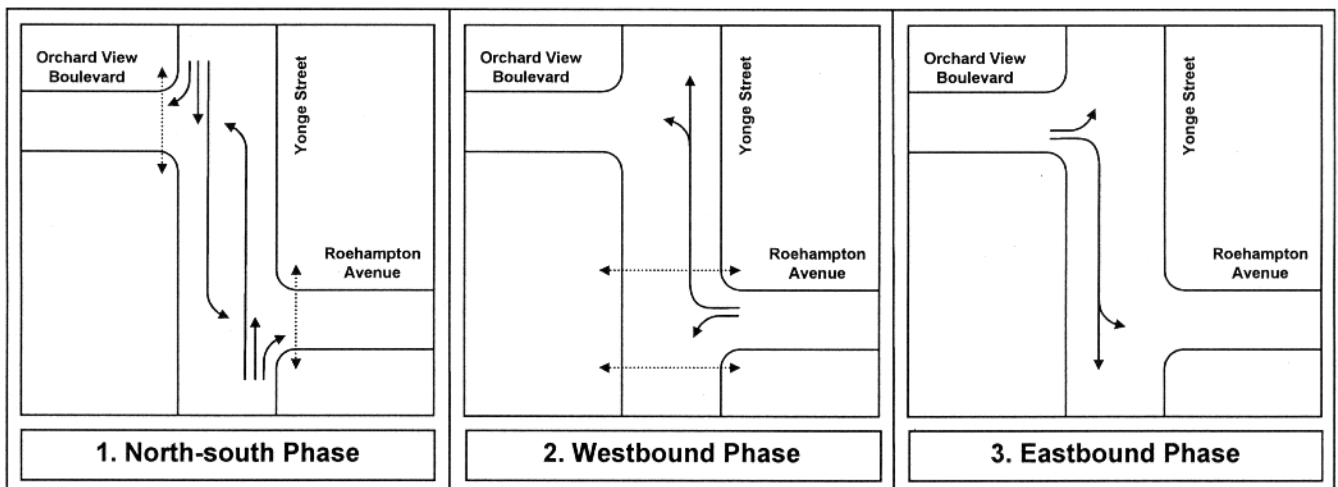 Orchard View
Boulevard
Yonge Street
Roehampton
Avenue
1. North-south Phase
Orchard View
Boulevard
Yonge Street
Roehampton
Avenue
2. Westbound Phase
Orchard View
Boulevard
Yonge Street
Roehampton
Avenue
3. Eastbound Phase